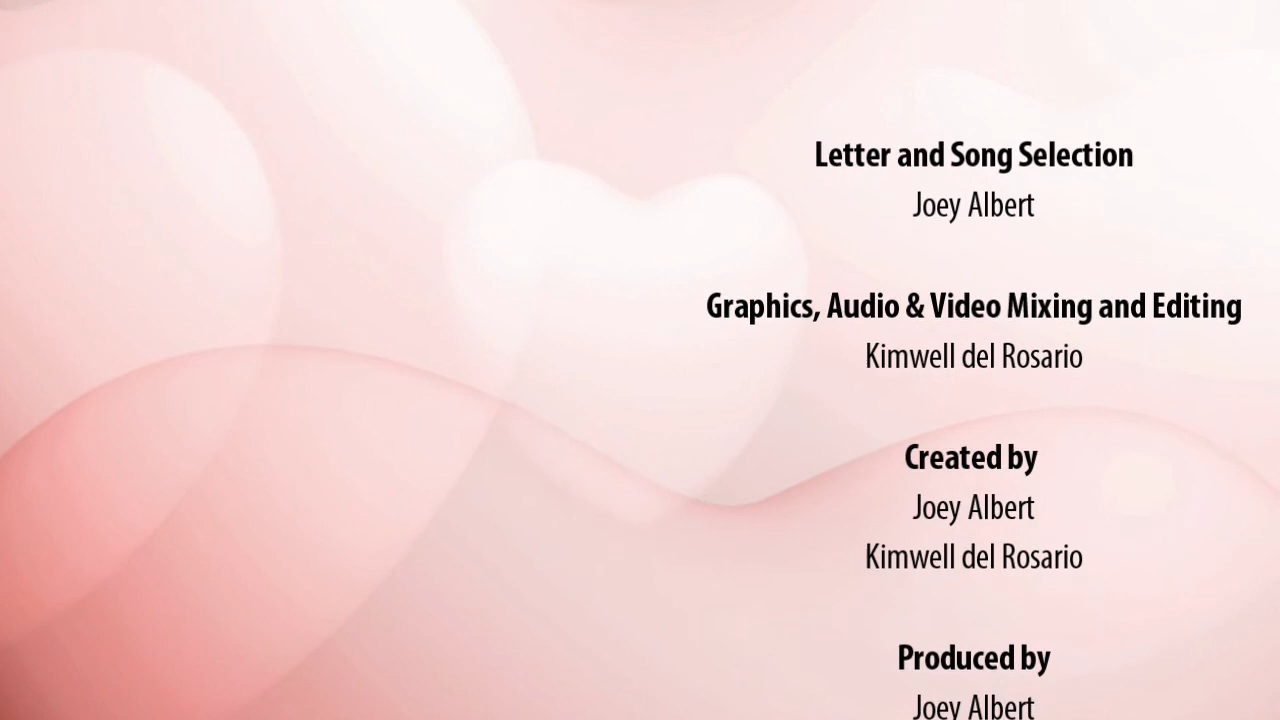 Letter and Song Selection
Joey Albert
Graphics, Audio & Video Mixing and Editing
Kimwell del Rosario
Created by
Joey Albert
Kimwell del Rosario
Produced by
Joey Albert